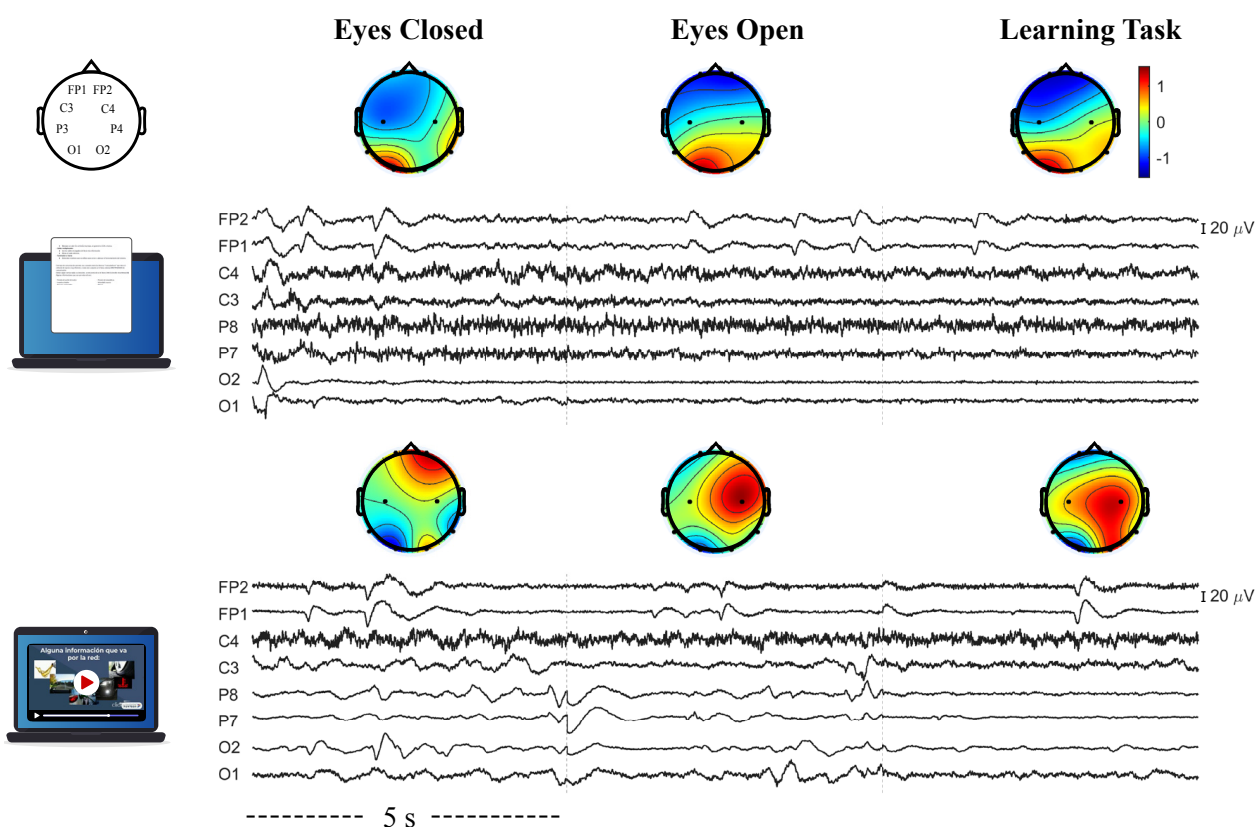 Eyes Closed Eyes Open Learning Task
FP1 FP2
C3 C4
P3 P4
O1 O2
1
0
-1
FP2
FP1
C4
C3
P8
P7
O2
O1
20 μV
FP2
FP1
C4
C3
P8
P7
O2
O1
20 μV
Alguna información que va
por la red:
5 s